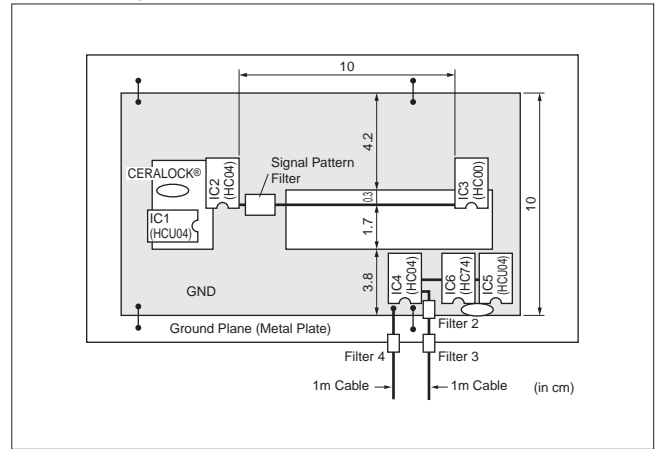 10
4.2
CERALOCK®
IC2
(HC04)
Signal Pattern
Filter
IC3
(HC00)
0.3
10
IC1
(HCU04)
1.7
3.8
IC4
(HC04)
IC6
(HC74)
IC5
(HCU04)
GND
Filter 2
Ground Plane (Metal Plate)
Filter 4
Filter 3
1m Cable
1m Cable
(in cm)